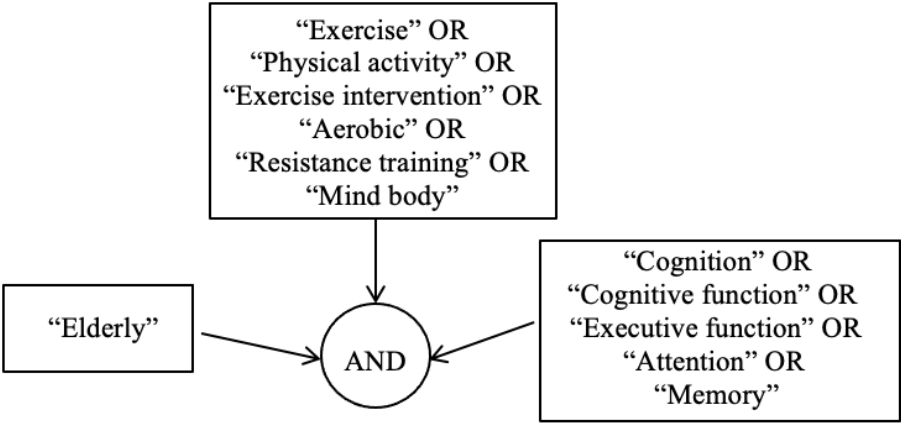 “Exercise” OR
“Physical activity” OR
“Exercise intervention” OR
“Aerobic” OR
“Resistance training” OR
“Mind body”
“Elderly”
AND
“Cognition” OR
“Cognitive function” OR
“Executive function” OR
“Attention” OR
“Memory”